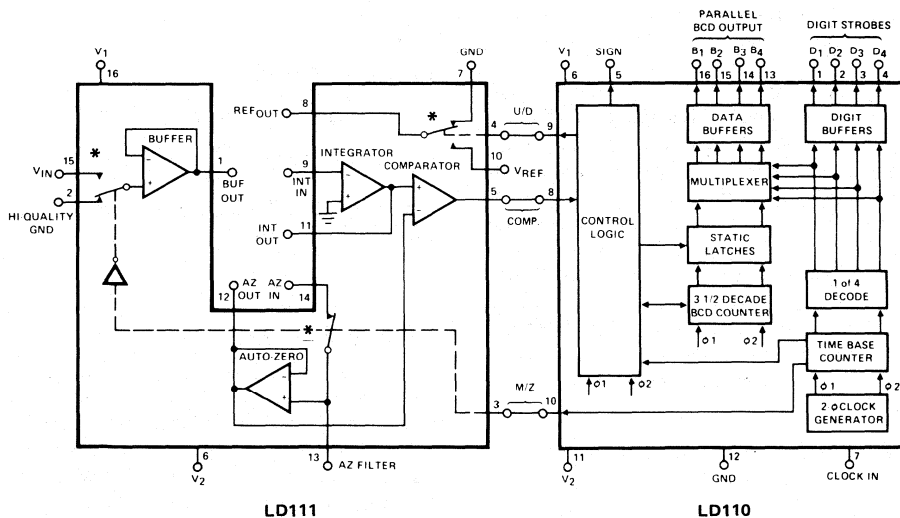 PARALLEL
BCD OUTPUT
DIGIT STROBES
V1
16
GND
7
V1
6
SIGN
5
B1 B2 B3 B4
16 15 14 13
D1 D2 D3 D4
1 2 3 4
REF OUT
8
*
4
U/D
9
DATA
BUFFERS
DIGIT
BUFFERS
BUFFER
15
*
VIN
2
HI-QUALITY
GND
−
+
1
BUF
OUT
9
INT
IN
INTEGRATOR
−
+
COMPARATOR
−
+
10
VREF
5
8
COMP.
MULTIPLEXER
11
INT
OUT
CONTROL
LOGIC
STATIC
LATCHES
12
AZ
OUT
AZ
IN
14
3 1/2 DECADE
BCD COUNTER
1 of 4
DECODE
*
φ1
φ2
TIME BASE
COUNTER
AUTO-ZERO
−
+
φ1
φ2
φ1
φ2
3
M/Z
10
2-φ CLOCK
GENERATOR
6
V2
13
AZ FILTER
11
V2
12
GND
7
CLOCK IN
LD111
LD110